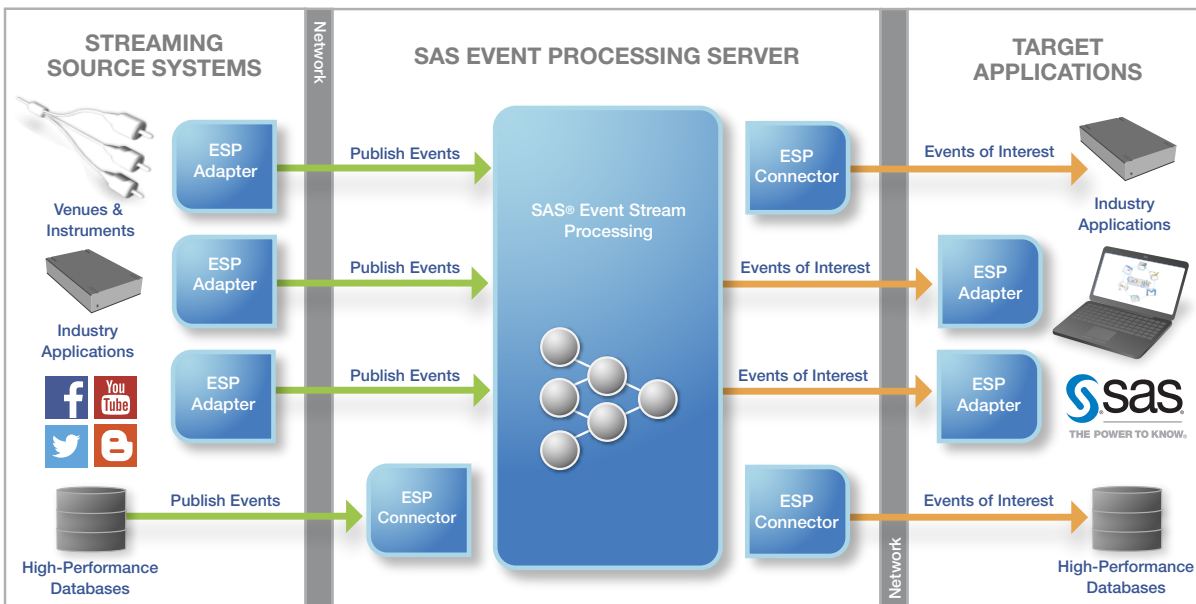 STREAMING
SOURCE SYSTEMS
Network
SAS EVENT PROCESSING SERVER
TARGET
APPLICATIONS
Venues &
Instruments
ESP
Adapter
Publish Events
Industry
Applications
ESP
Adapter
Publish Events
You
Tube
ESP
Adapter
Publish Events
High-Performance
Databases
Publish Events
ESP
Connector
SAS® Event Stream
Processing
ESP
Connector
Events of Interest
Industry
Applications
Events of Interest
ESP
Adapter
Google
Events of Interest
ESP
Adapter
sas
THE POWER TO KNOW®
ESP
Connector
Events of Interest
High-Performance
Databases
Network